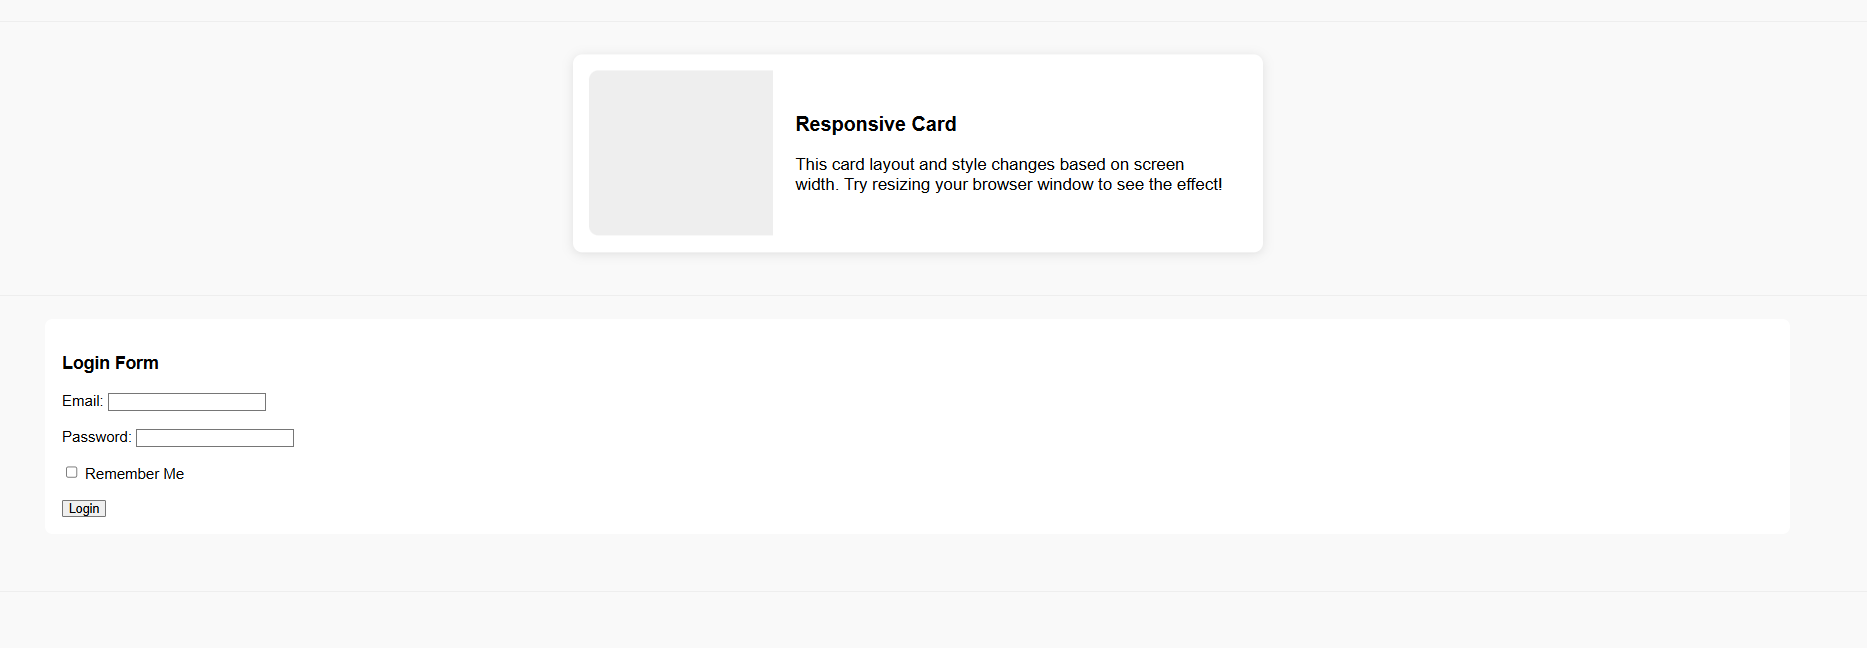 Responsive Card
This card layout and style changes based on screen
width. Try resizing your browser window to see the effect!
Login Form
Email:
Password:
Remember Me
Login